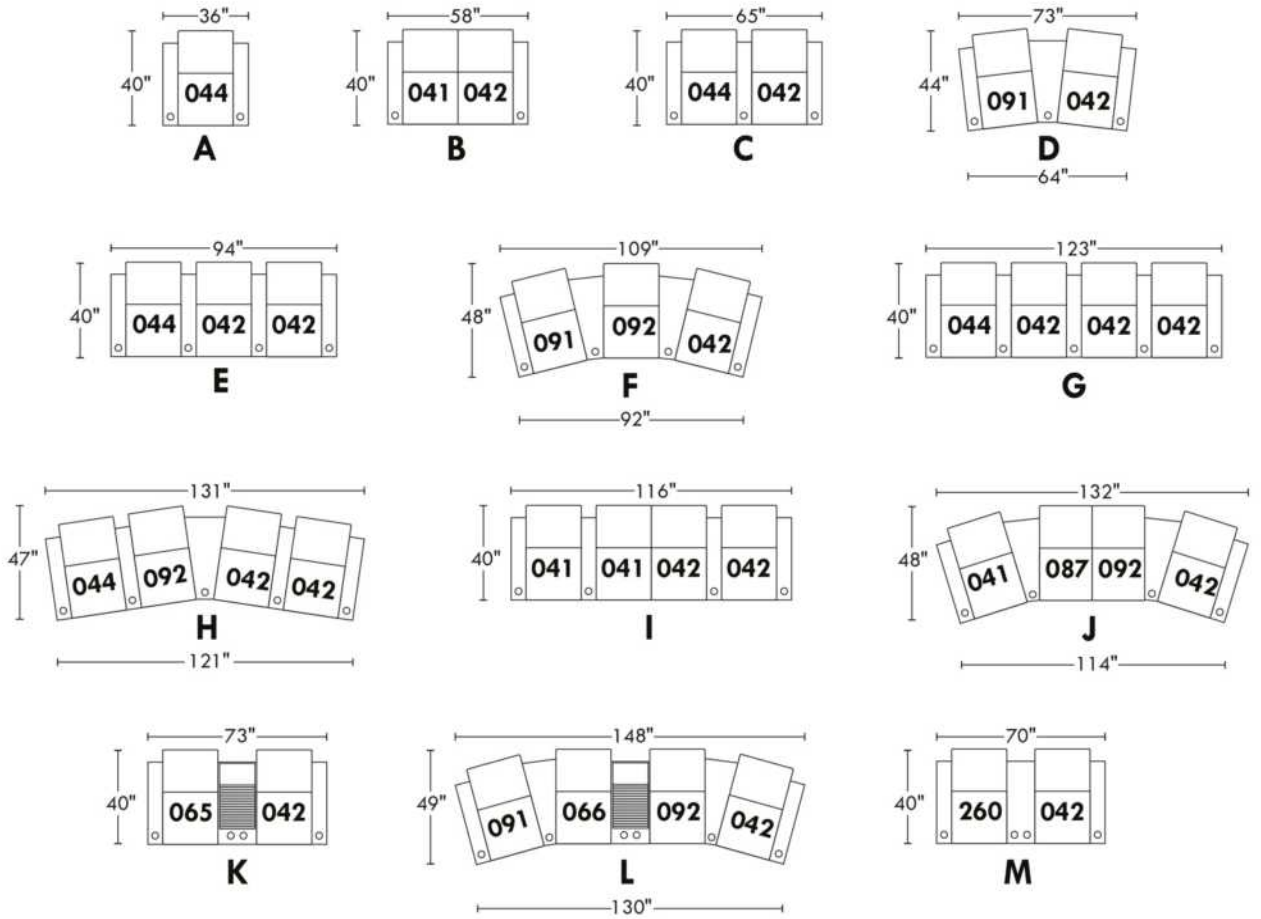 36" 58" 65" 73"
40" 044 40" 041 042 40" 044 042 44" 091 042
A B C D
64"
94" 109" 123"
40" 044 042 042 48" 091 092 042 40" 044 042 042 042
E F G
92"
131" 116" 132"
47" 044 092 042 042 40" 041 041 042 042 48" 041 087 092 042
H I J
121" 114"
73" 148" 70"
40" 065 042 49" 091 066 092 042 40" 260 042
K L M
130"